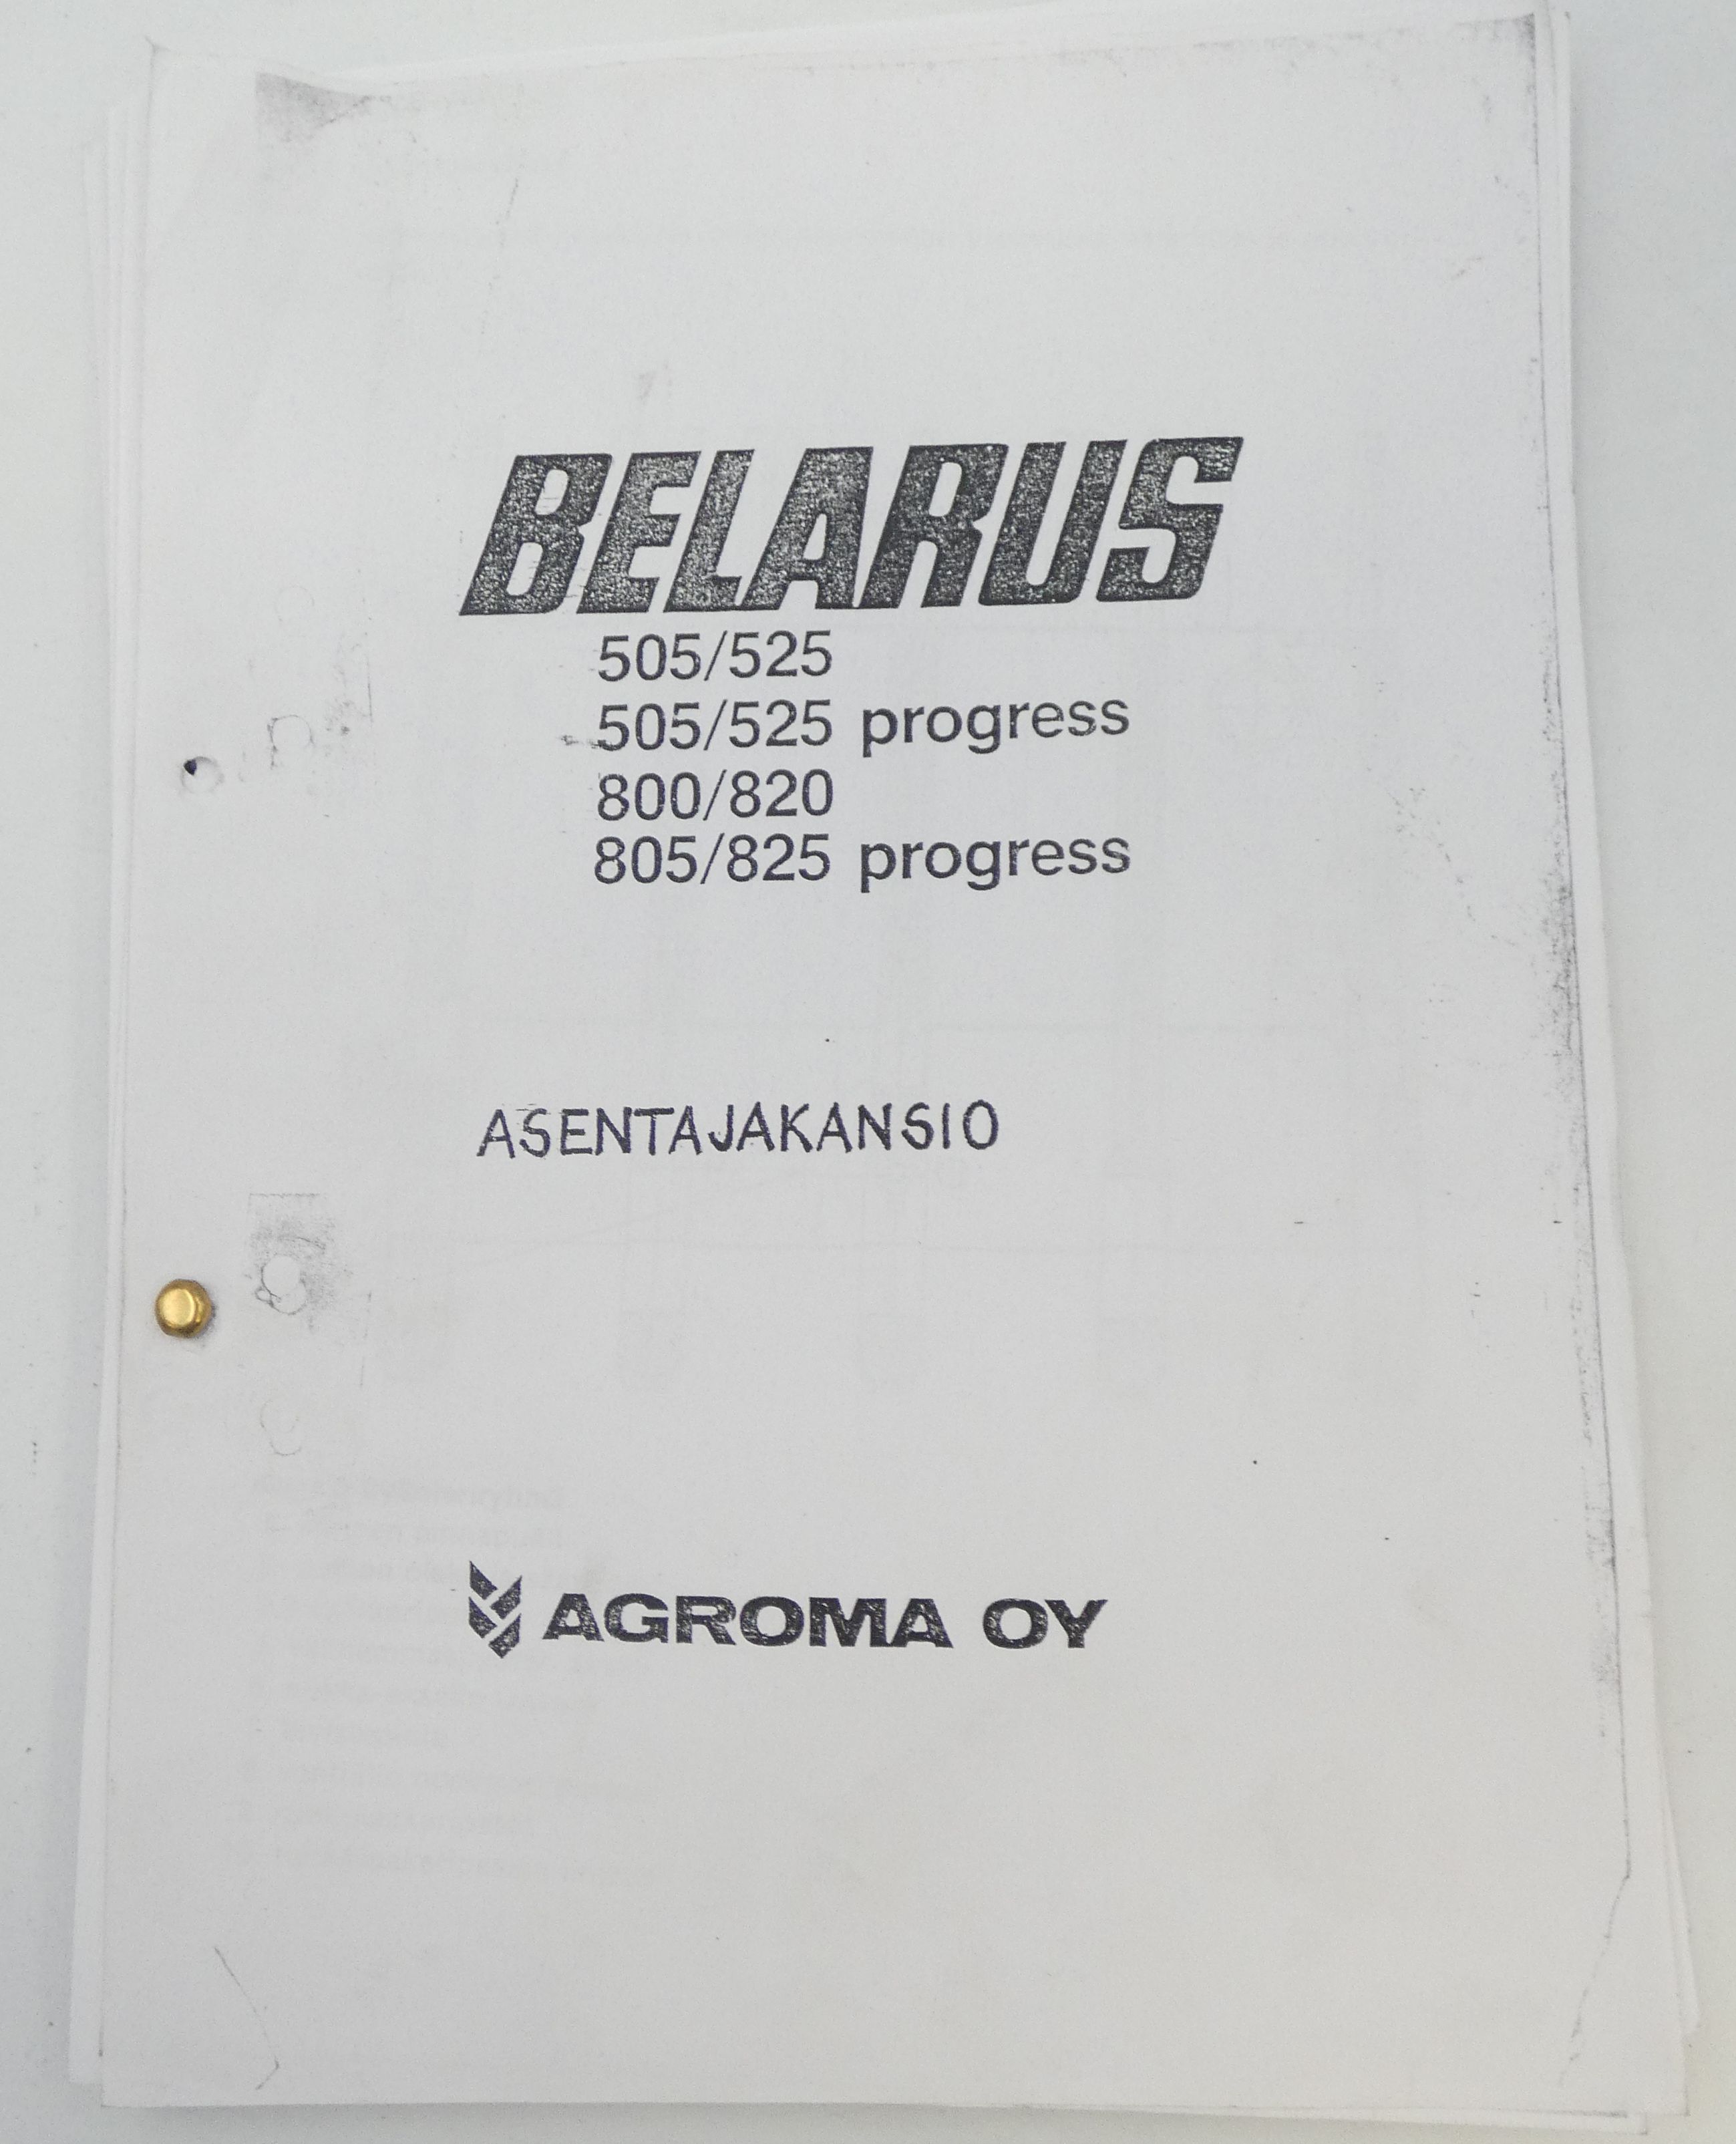 BELARUS
505/525
505/525 progress
800/820
805/825 progress
ASENTAJAKANSIO
AGROMA OY